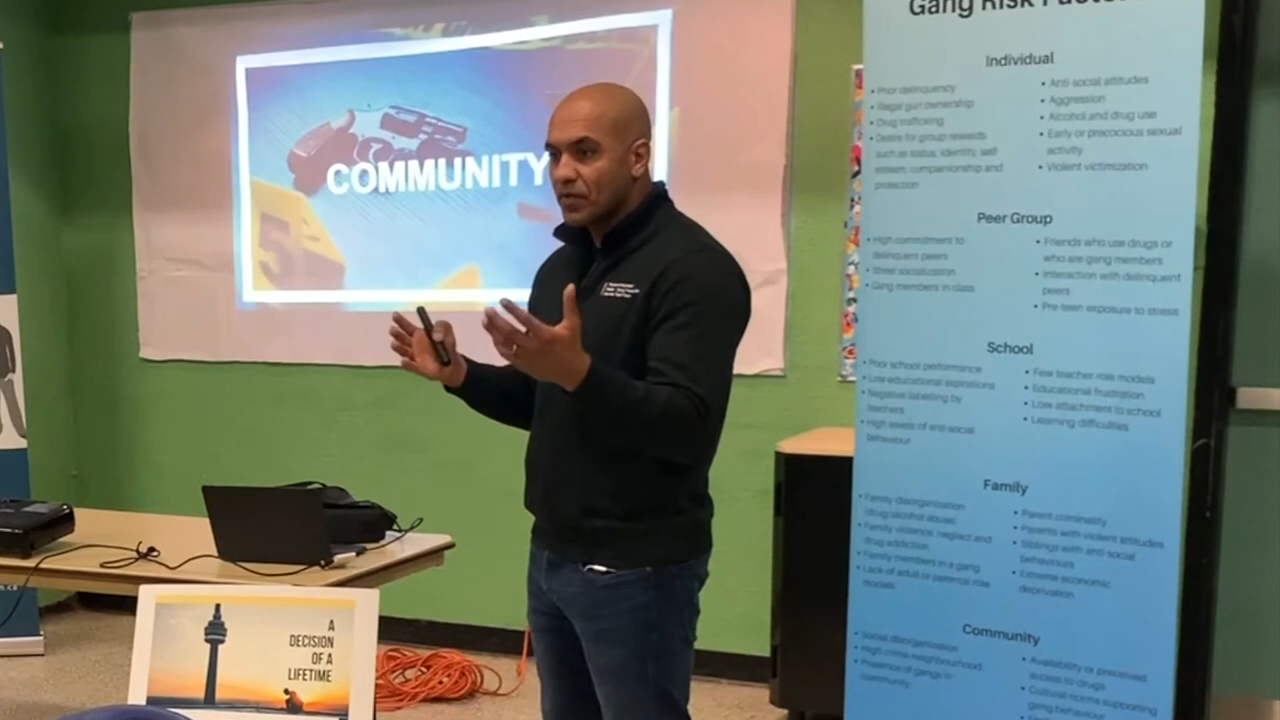 COMMUNITY
5
A
DECISION
OF A
LIFETIME
Gang Risk
Individual
• Prior delinquency
• Illegal gun ownership
• Drug trafficking
• Desire for group rewards
such as status, identity, self-
esteem, companionship and
protection
• Anti-social attitudes
• Aggression
• Alcohol and drug use
• Early or precocious sexual
activity
• Violent victimization
Peer Group
• High commitment to
delinquent peers
• Street socialization
• Gang members in class
• Friends who use drugs or
who are gang members
• Interaction with delinquent
peers
• Pre-teen exposure to stress
School
• Poor school performance
• Low educational aspirations
• Negative labelling by
teachers
• High levels of anti-social
behaviour
• Few teacher role models
• Educational frustration
• Low attachment to school
• Learning difficulties
Family
• Family disorganization
(drug/alcohol abuse)
• Family violence, neglect and
drug addiction
• Family members in a gang
• Lack of adult or parental role
models
• Parent criminality
• Parents with violent attitudes
• Siblings with anti-social
behaviours
• Extreme economic
deprivation
Community
• Social disorganization
• High crime neighbourhood
• Presence of gangs in
community
• Availability or perceived
access to drugs
• Cultural norms supporting
gang behaviour